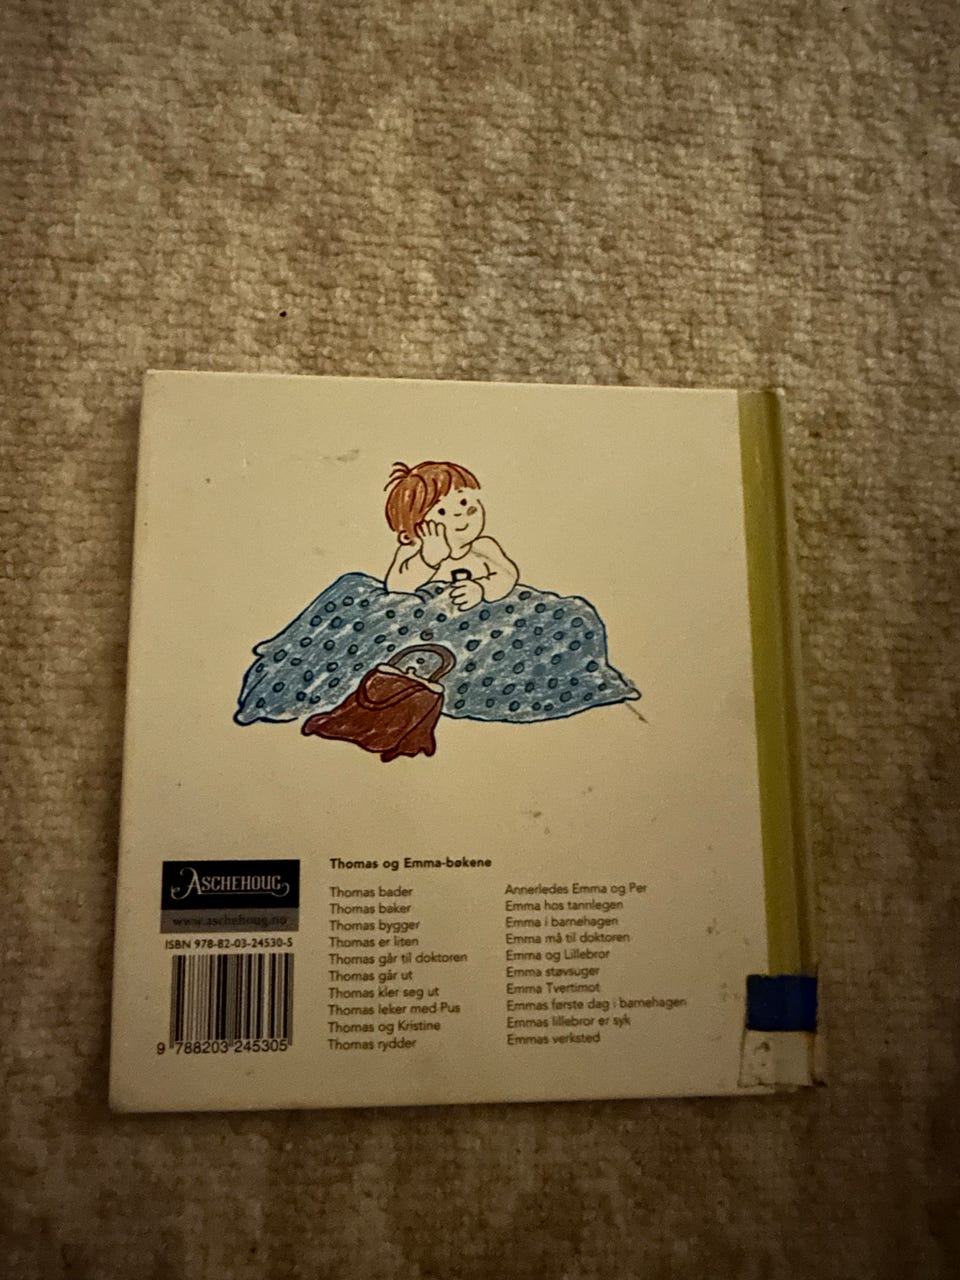 ASCHEHOUG
www.aschehoug.no
ISBN 978-82-03-24530-5
9 788203 245305
Thomas og Emma-bøkene
Thomas bader
Thomas baker
Thomas bygger
Thomas er liten
Thomas går til doktoren
Thomas går ut
Thomas kler seg ut
Thomas leker med Pus
Thomas og Kristine
Thomas rydder
Annerledes Emma og Per
Emma hos tannlegen
Emma i barnehagen
Emma må til doktoren
Emma og Lillebror
Emma støvsuger
Emma Tvertimot
Emmas første dag i barnehagen
Emmas lillebror er syk
Emmas verksted